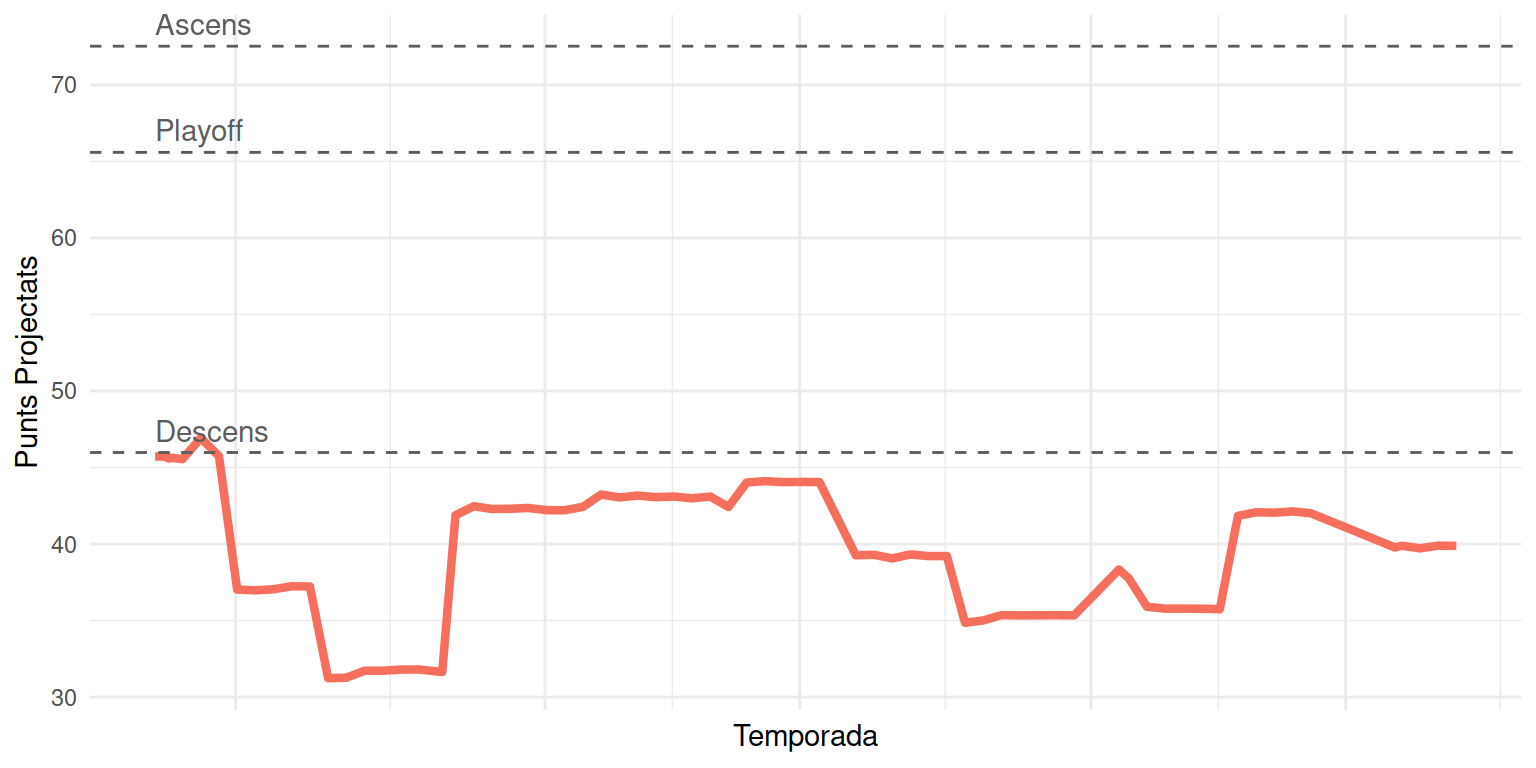 Ascens
70
Playoff
60
Punts Projectats
50
Descens
40
30
Temporada